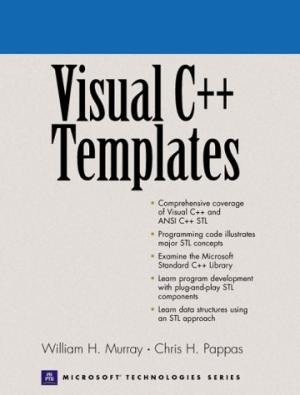 Visual C++
Templates
• Comprehensive coverage
of Visual C++ and
ANSI C++ STL
• Programming code illustrates
major STL concepts
• Examine the Microsoft
Standard C++ Library
• Learn program development
with plug-and-play STL
components
• Learn data structures using
an STL approach
William H. Murray • Chris H. Pappas
PH
PTR
MICROSOFT® TECHNOLOGIES SERIES